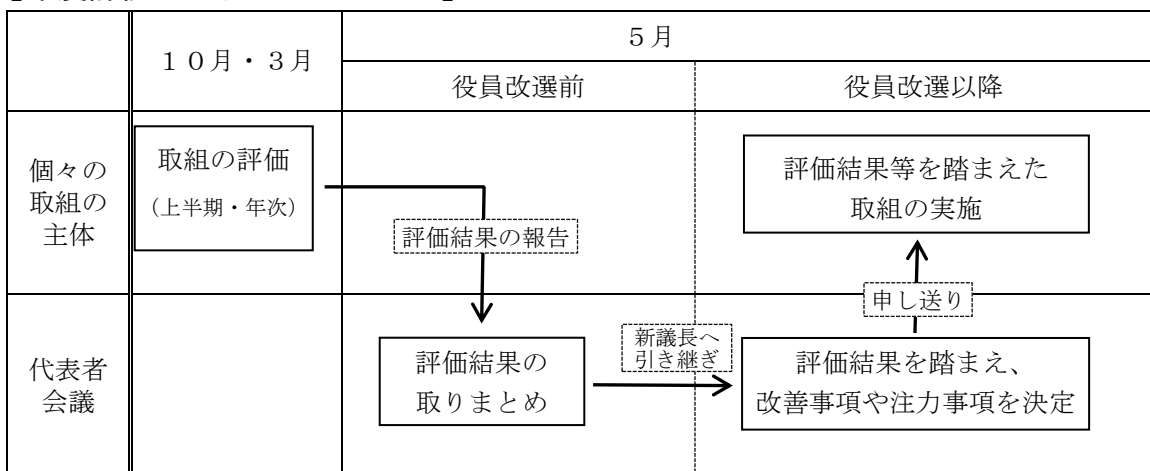 １０月・３月
５月
役員改選前
役員改選以降
個々の
取組の
主体
取組の評価
（上半期・年次）
評価結果の報告
評価結果等を踏まえた
取組の実施
申し送り
代表者
会議
評価結果の
取りまとめ
新議長へ
引き継ぎ
評価結果を踏まえ、
改善事項や注力事項を決定